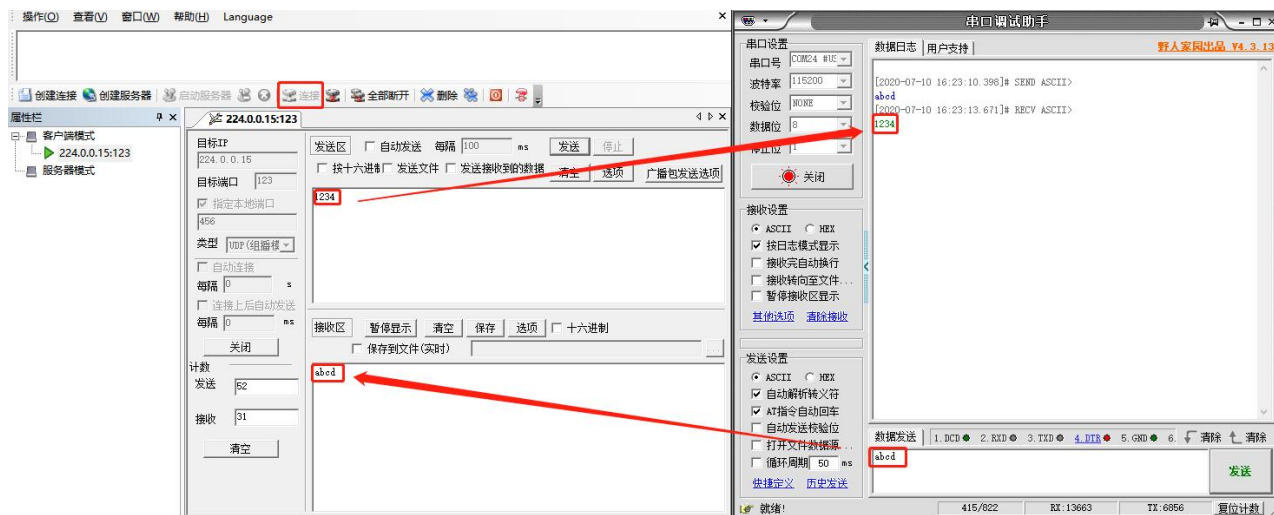 操作(O) 查看(V) 窗口(W) 帮助(H) Language ×
创建连接 创建服务器 启动服务器 连接 全部断开 删除
属性栏
客户端模式
224.0.0.15:123
服务器模式
224.0.0.15:123
目标IP
224.0.0.15
目标端口 123
指定本地端口
456
类型 UDP(组播模
自动连接
每隔 0 s
连接上后自动发送
每隔 0 ms
关闭
计数
发送 52
接收 31
清空
发送区 自动发送 每隔 100 ms 发送 停止
按十六进制 发送文件 发送接收到的数据 清空 选项 广播包发送选项
1234
接收区 暂停显示 清空 保存 选项 十六进制
保存到文件(实时) ...
abcd
串口调试助手
串口设置
串口号 COM24 #US
波特率 115200
校验位 NONE
数据位 8
停止位 1
关闭
接收设置
ASCII HEX
按日志模式显示
接收完自动换行
接收转向至文件...
暂停接收区显示
其他选项 清除接收
发送设置
ASCII HEX
自动解析转义符
AT指令自动回车
自动发送校验位
打开文件数据源...
循环周期 50 ms
快捷定义 历史发送
数据日志 用户支持 野人家园出品 V4.3.13
[2020-07-10 16:23:10.398]# SEND ASCII>
abcd
[2020-07-10 16:23:13.671]# RECV ASCII>
1234
数据发送 1.DCD 2.RXD 3.TXD 4.DTR 5.GND 6. 清除 清除
abcd
发送
就绪! 415/822 RX:13663 TX:6856 复位计数